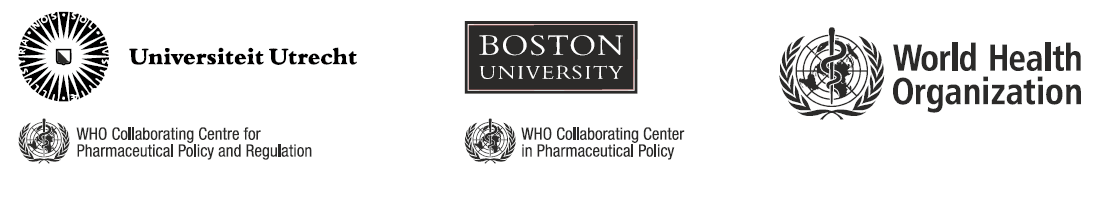 Universiteit Utrecht
WHO Collaborating Centre for
Pharmaceutical Policy and Regulation
BOSTON
UNIVERSITY
WHO Collaborating Center
in Pharmaceutical Policy
World Health
Organization